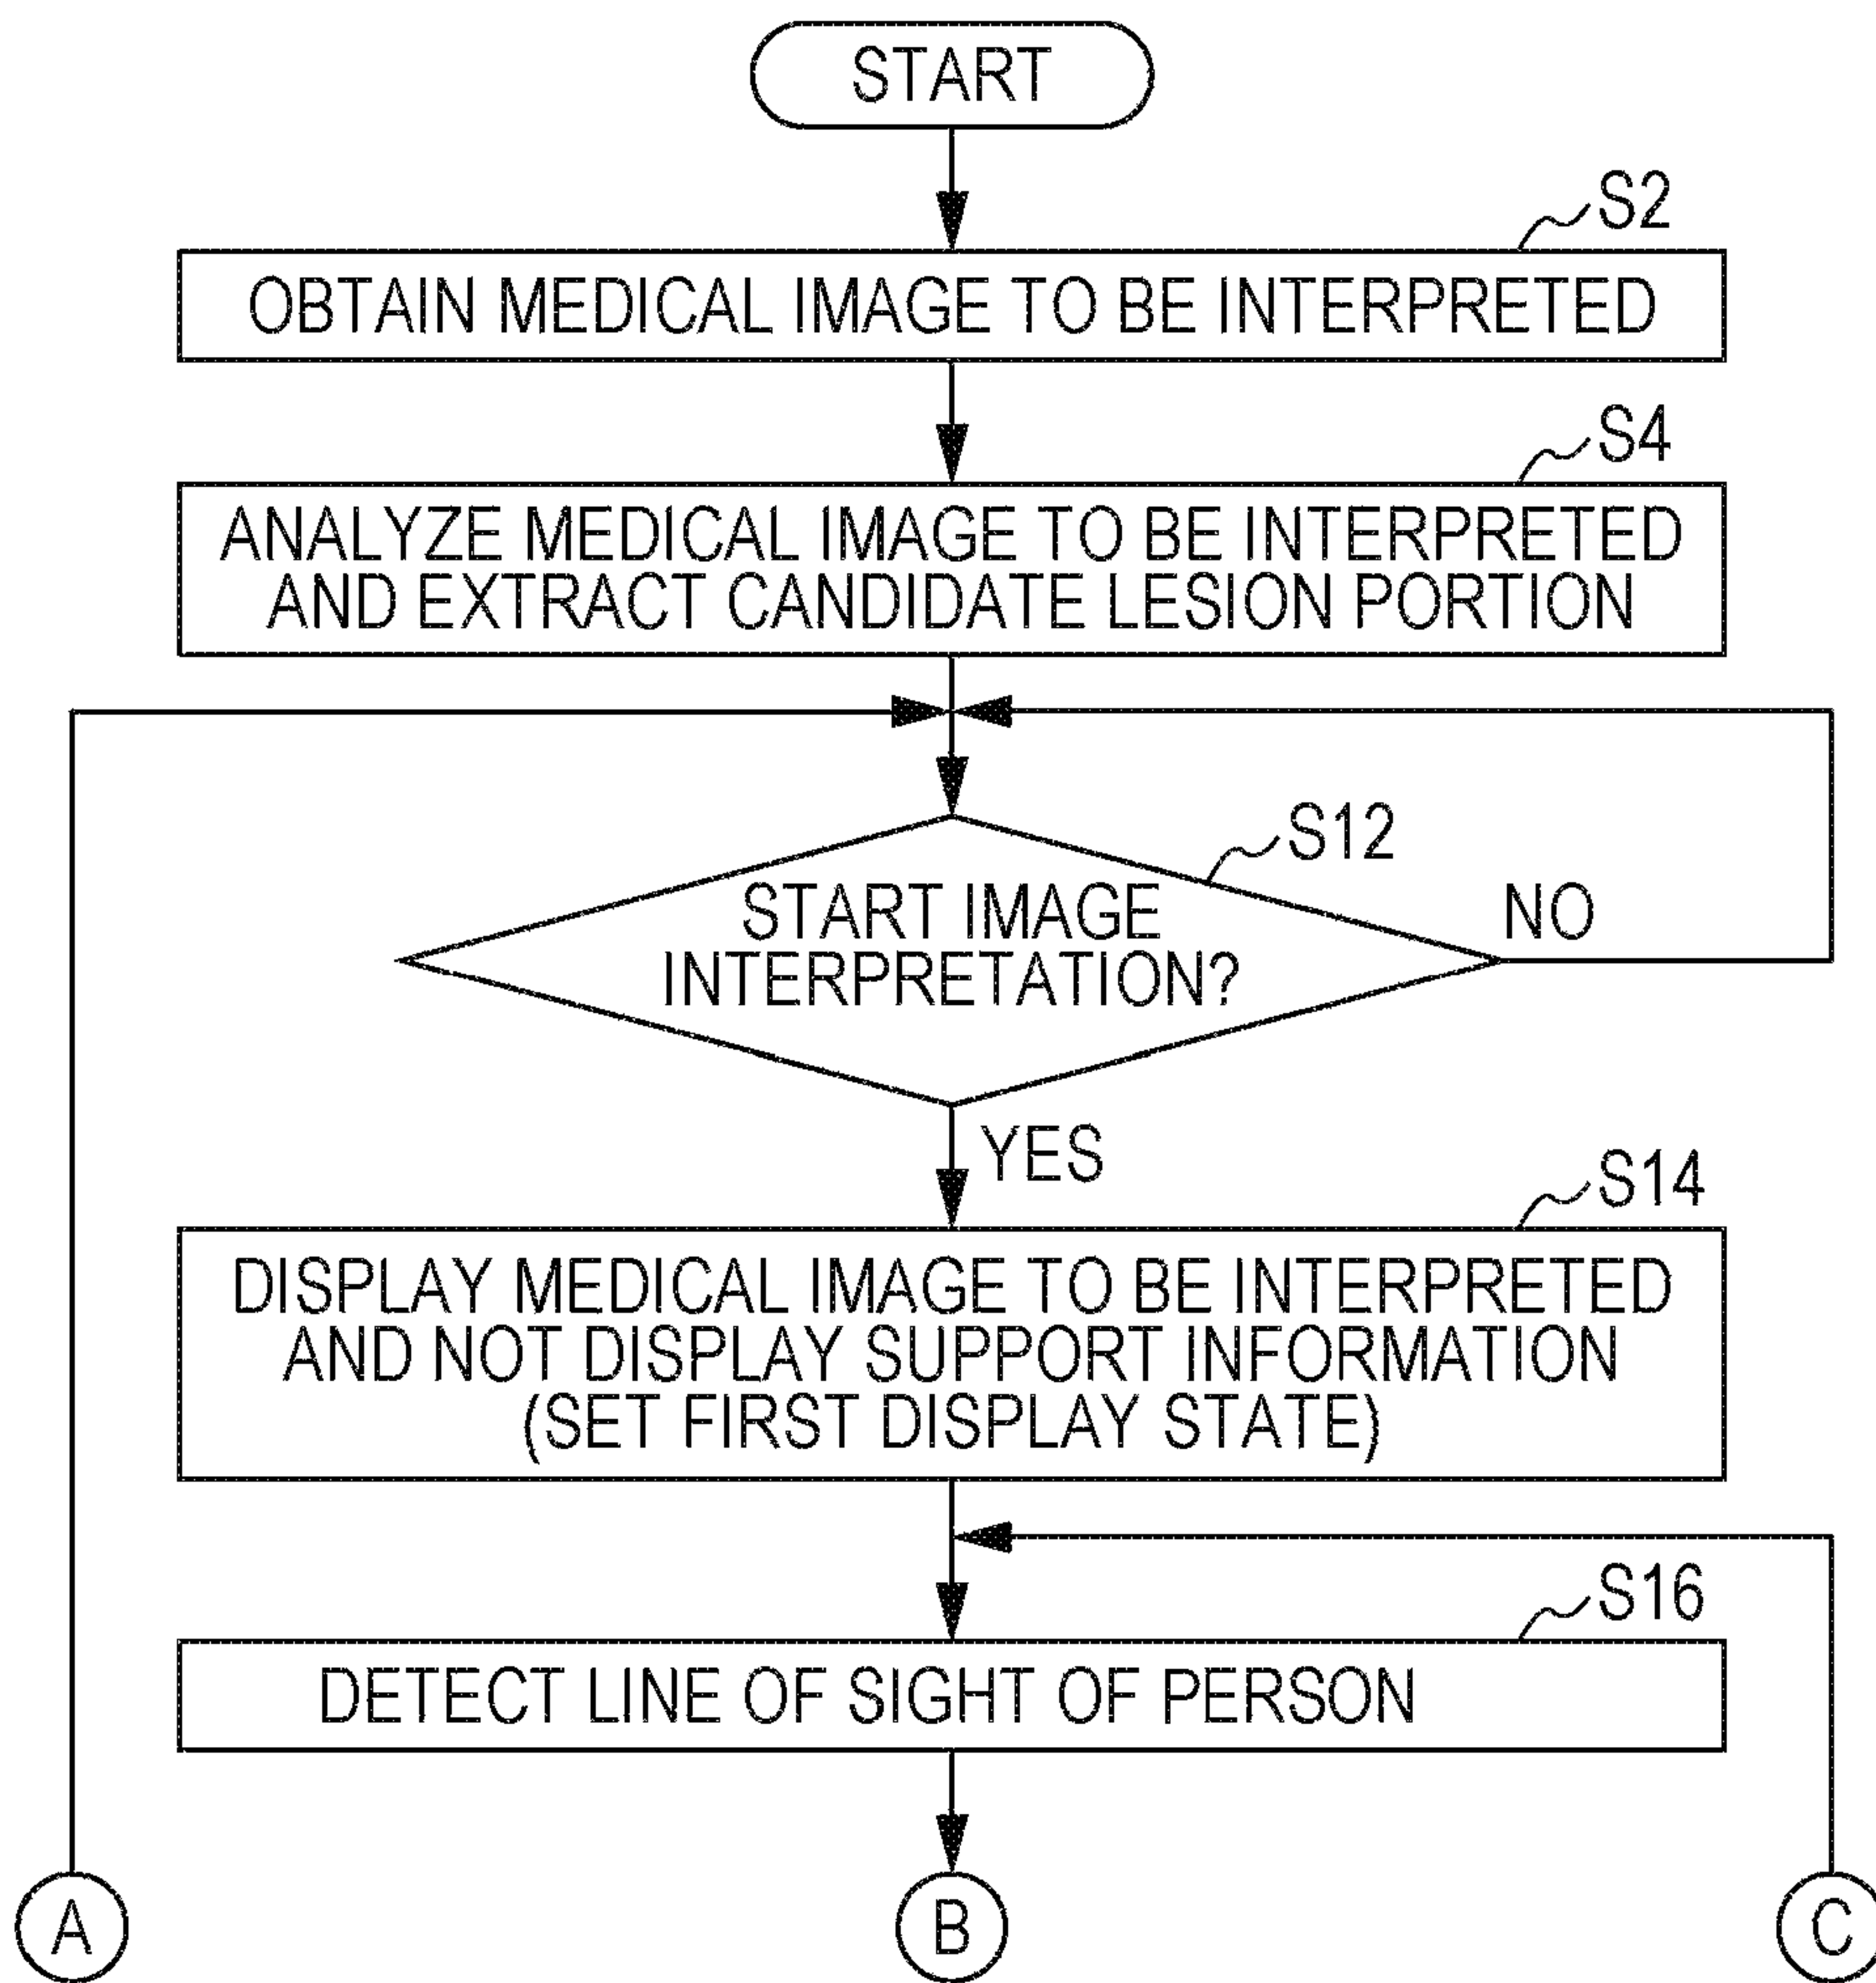 START
S2
OBTAIN MEDICAL IMAGE TO BE INTERPRETED
S4
ANALYZE MEDICAL IMAGE TO BE INTERPRETED
AND EXTRACT CANDIDATE LESION PORTION
S12
START IMAGE
INTERPRETATION?
NO
YES
S14
DISPLAY MEDICAL IMAGE TO BE INTERPRETED
AND NOT DISPLAY SUPPORT INFORMATION
(SET FIRST DISPLAY STATE)
S16
DETECT LINE OF SIGHT OF PERSON
A
B
C